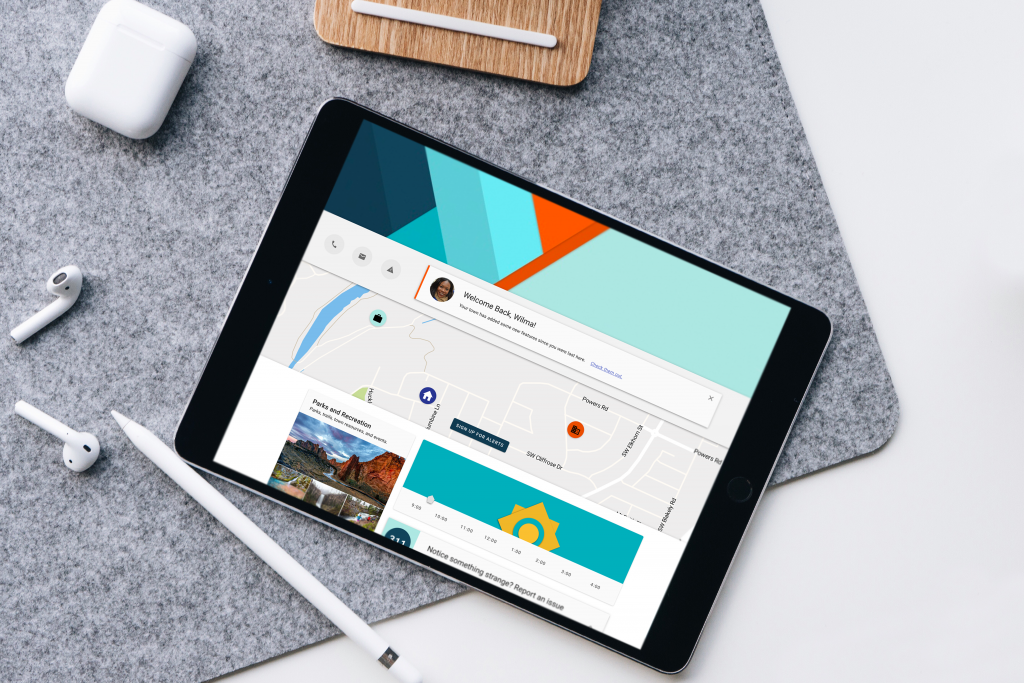 Welcome Back, Wilma!
Your town has added some new features since you were last here.
Check them out.
Powers Rd
SW Elkhorn St
Powers Rd
SIGN UP FOR ALERTS
SW Cliffrose Dr
SW Blakely Rd
Parks and Recreation
Parks, trails, town resources, and events.
9:00
10:00
11:00
12:00
1:00
2:00
3:00
4:00
311
Notice something strange? Report an issue